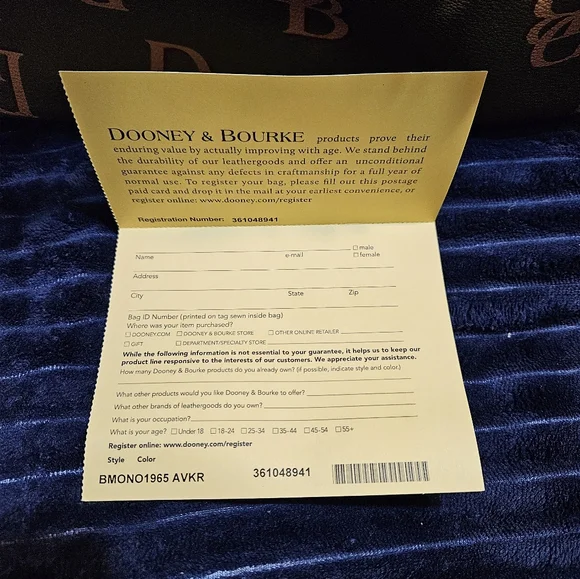 DOONEY & BOURKE products prove their
enduring value by actually improving with age. We stand behind
the durability of our leathergoods and offer an unconditional
guarantee against any defects in craftmanship for a full year of
normal use. To register your bag, please fill out this postage
paid card and drop it in the mail at your earliest convenience, or
register online: www.dooney.com/register
Registration Number: 361048941
☐ male
Name e-mail ☐ female
Address
City State Zip
Bag ID Number (printed on tag sewn inside bag)
Where was your item purchased?
☐ DOONEY.COM ☐ DOONEY & BOURKE STORE ☐ OTHER ONLINE RETAILER
☐ GIFT ☐ DEPARTMENT/SPECIALTY STORE
While the following information is not essential to your guarantee, it helps us to keep our
product line responsive to the interests of our customers. We appreciate your assistance.
How many Dooney & Bourke products do you already own? (if possible, indicate style and color.)
What other products would you like Dooney & Bourke to offer?
What other brands of leathergoods do you own?
What is your occupation?
What is your age? ☐ Under 18 ☐ 18-24 ☐ 25-34 ☐ 35-44 ☐ 45-54 ☐ 55+
Register online: www.dooney.com/register
Style Color
BMONO1965 AVKR 361048941